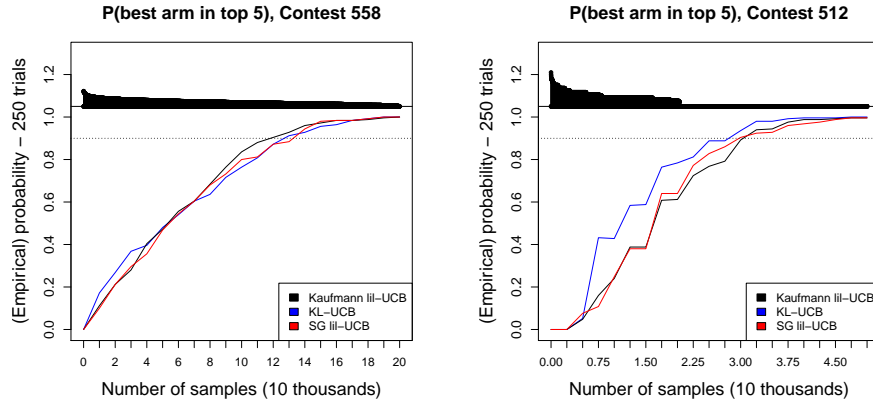 P(best arm in top 5), Contest 558
(Empirical) probability − 250 trials
1.2
1.0
0.8
0.6
0.4
0.2
0.0
Kaufmann lil−UCB
KL−UCB
SG lil−UCB
0 2 4 6 8 10 12 14 16 18 20
Number of samples (10 thousands)
P(best arm in top 5), Contest 512
(Empirical) probability − 250 trials
1.2
1.0
0.8
0.6
0.4
0.2
0.0
Kaufmann lil−UCB
KL−UCB
SG lil−UCB
0.00 0.75 1.50 2.25 3.00 3.75 4.50
Number of samples (10 thousands)